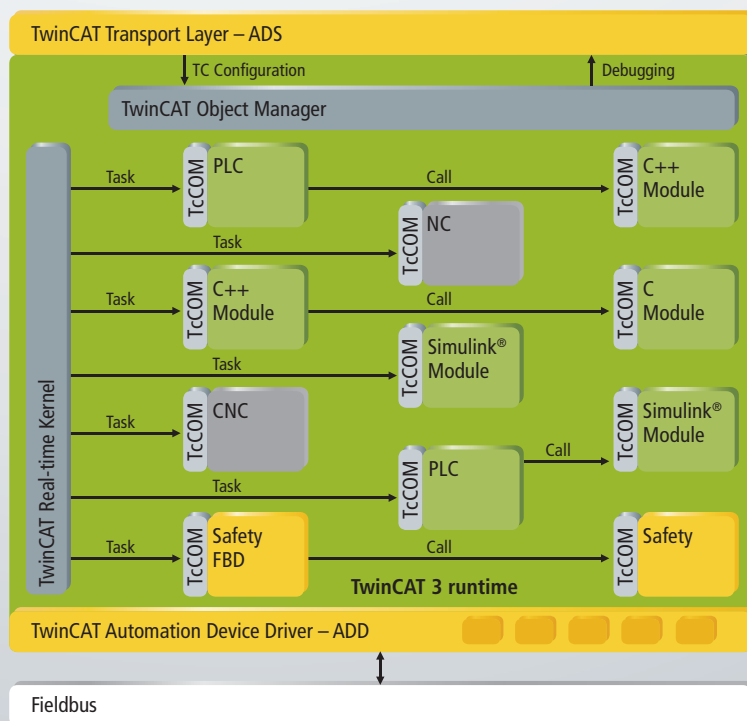 TwinCAT Transport Layer – ADS
TC Configuration
Debugging
TwinCAT Object Manager
TwinCAT Real-time Kernel
Task
TcCOM
PLC
Call
TcCOM
C++
Module
Task
TcCOM
NC
Task
TcCOM
C++
Module
Call
TcCOM
C
Module
Task
TcCOM
Simulink®
Module
Task
TcCOM
CNC
TcCOM
Simulink®
Module
Task
TcCOM
PLC
Call
Task
TcCOM
Safety
FBD
Call
TcCOM
Safety
TwinCAT 3 runtime
TwinCAT Automation Device Driver – ADD
Fieldbus